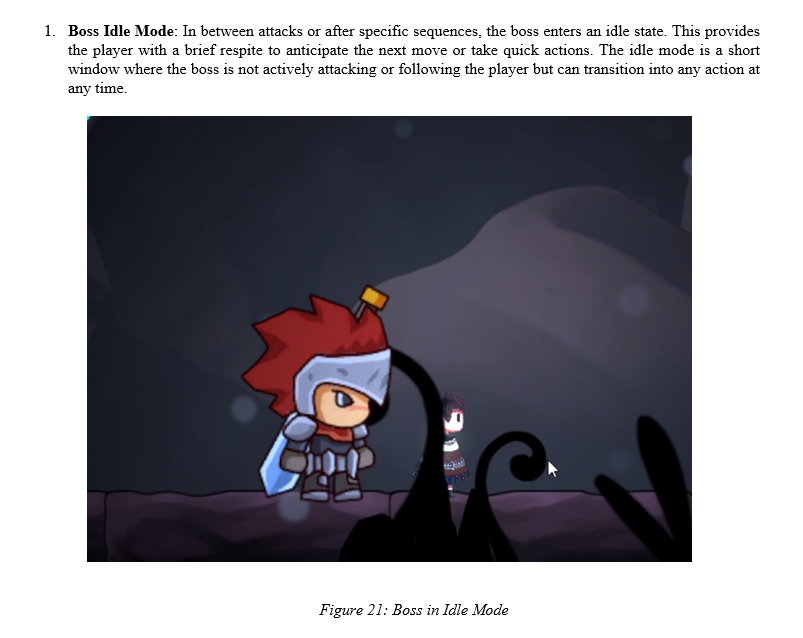 1. Boss Idle Mode: In between attacks or after specific sequences, the boss enters an idle state. This provides
the player with a brief respite to anticipate the next move or take quick actions. The idle mode is a short
window where the boss is not actively attacking or following the player but can transition into any action at
any time.
Figure 21: Boss in Idle Mode